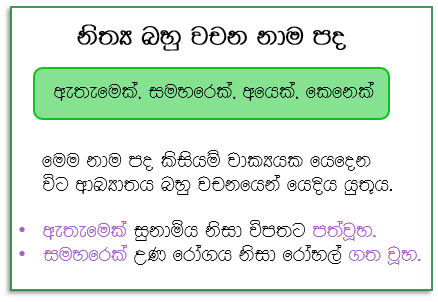 නිත්‍ය බහු වචන නාම පද
ඇතැමෙක්, සමහරෙක්, අයෙක්, කෙනෙක්
මෙම නාම පද කිසියම් වාක්‍යයක යෙදෙන
විට ආඛ්‍යාතය බහු වචනයෙන් යෙදිය යුතුය.
• ඇතැමෙක් සුනාමිය නිසා විපතට පත්වූහ.
• සමහරෙක් උණ රෝගය නිසා රෝහල් ගත වූහ.